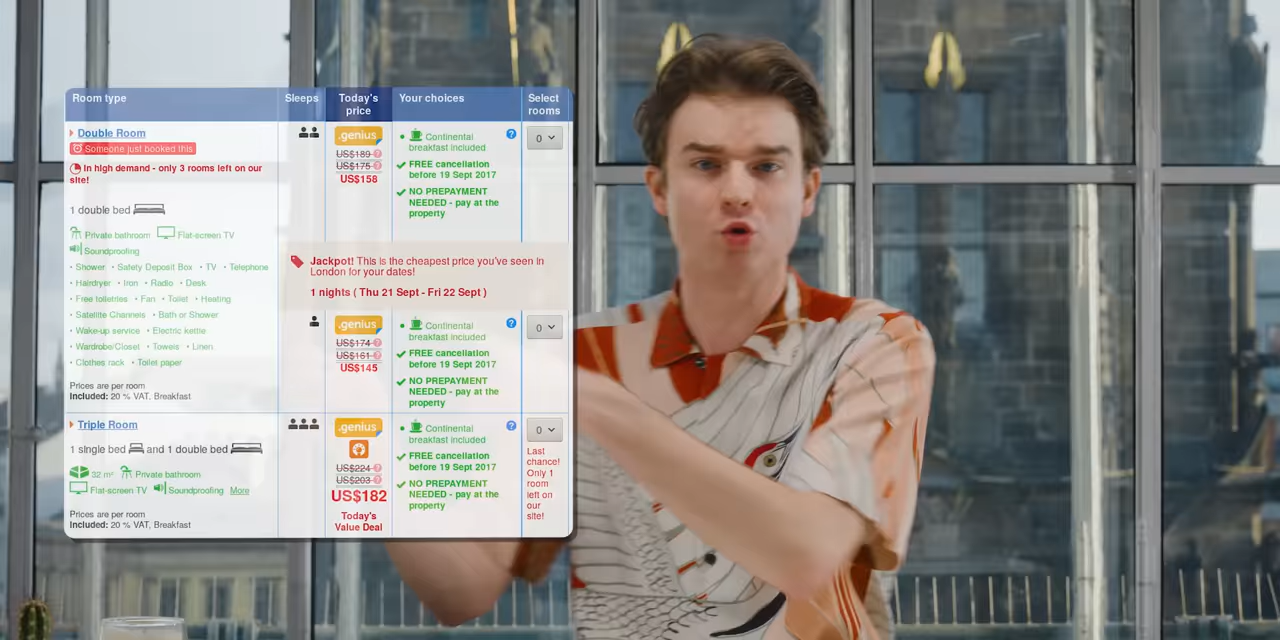 Room type
Sleeps
Today's
price
Your choices
Select
rooms
Double Room
Someone just booked this
In high demand - only 3 rooms left on our
site!
1 double bed
Private bathroom Flat-screen TV
Soundproofing
• Shower • Safety Deposit Box • TV • Telephone
• Hairdryer • Iron • Radio • Desk
• Free toiletries • Fan • Toilet • Heating
• Satellite Channels • Bath or Shower
• Wake-up service • Electric kettle
• Wardrobe/Closet • Towels • Linen
• Clothes rack • Toilet paper
Prices are per room
Included: 20 % VAT, Breakfast
.genius
US$189
US$175
US$158
• Continental
breakfast included
FREE cancellation
before 19 Sept 2017
NO PREPAYMENT
NEEDED - pay at the
property
0
Jackpot! This is the cheapest price you've seen in
London for your dates!
1 nights ( Thu 21 Sept - Fri 22 Sept )
.genius
US$174
US$161
US$145
• Continental
breakfast included
FREE cancellation
before 19 Sept 2017
NO PREPAYMENT
NEEDED - pay at the
property
0
Triple Room
1 single bed and 1 double bed
32 m² Private bathroom
Flat-screen TV Soundproofing More
Prices are per room
Included: 20 % VAT, Breakfast
.genius
US$224
US$203
US$182
Today's
Value Deal
• Continental
breakfast included
FREE cancellation
before 19 Sept 2017
NO PREPAYMENT
NEEDED - pay at the
property
0
Last
chance!
Only 1
room
left on
our
site!